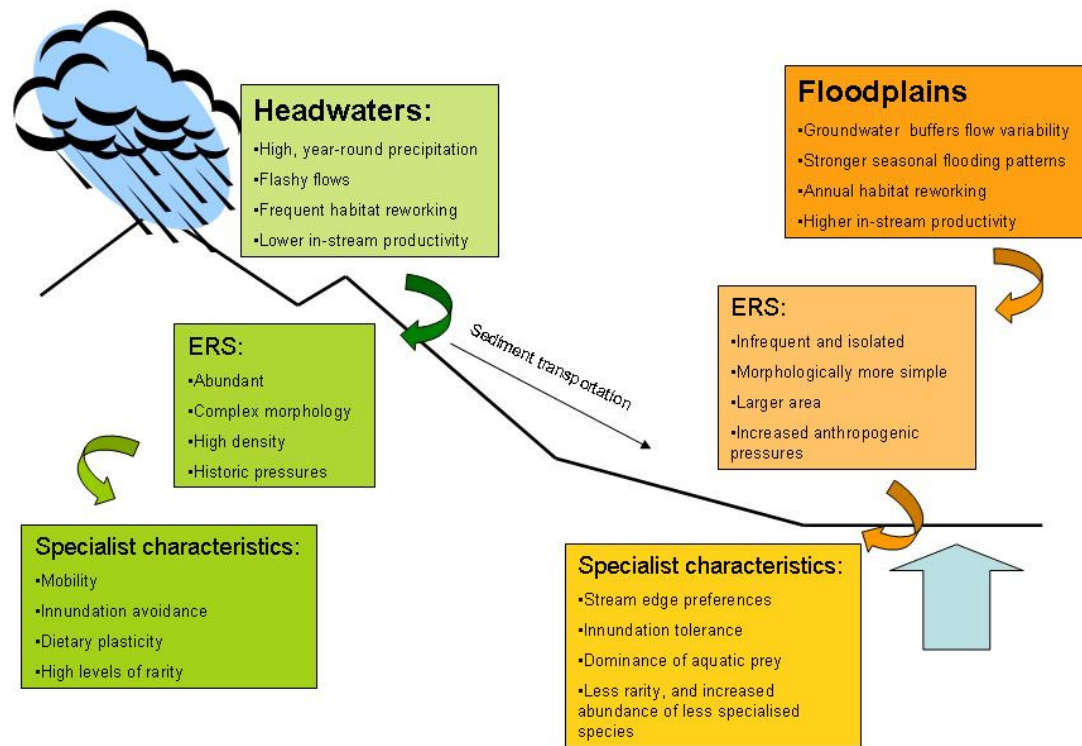 Headwaters:
▪High, year-round precipitation
▪Flashy flows
▪Frequent habitat reworking
▪Lower in-stream productivity
ERS:
▪Abundant
▪Complex morphology
▪High density
▪Historic pressures
Specialist characteristics:
▪Mobility
▪Innundation avoidance
▪Dietary plasticity
▪High levels of rarity
Sediment transportation
Floodplains
▪Groundwater buffers flow variability
▪Stronger seasonal flooding patterns
▪Annual habitat reworking
▪Higher in-stream productivity
ERS:
▪Infrequent and isolated
▪Morphologically more simple
▪Larger area
▪Increased anthropogenic
pressures
Specialist characteristics:
▪Stream edge preferences
▪Innundation tolerance
▪Dominance of aquatic prey
▪Less rarity, and increased
abundance of less specialised
species